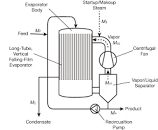 Evaporator
Body
Startup/Makeup
Steam
Feed
Vapor
Centrifugal
Fan
Long-Tube,
Vertical
Falling-Film
Evaporator
Vapor/Liquid
Separator
Product
Condensate
Recirculation
Pump